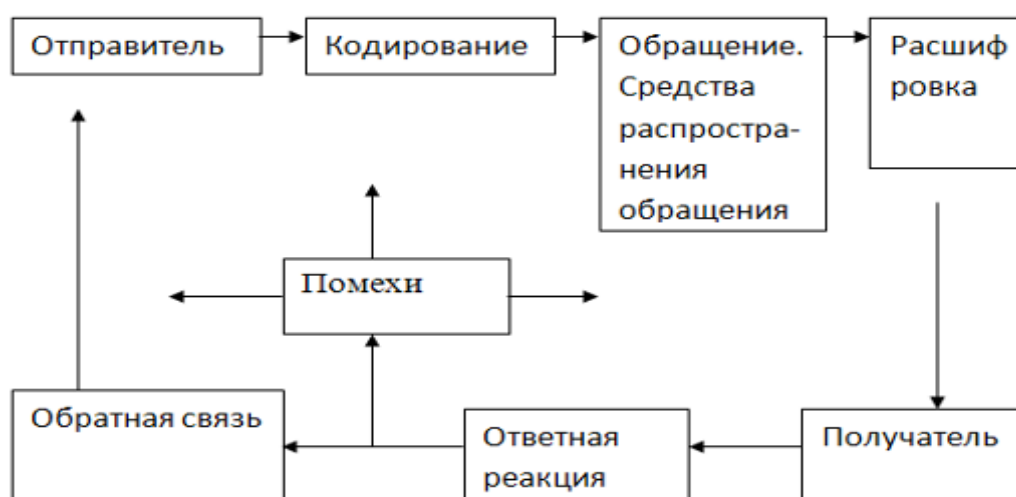 Отправитель
Кодирование
Обращение.
Средства
распростра-
нения
обращения
Расшиф
ровка
Помехи
Обратная связь
Ответная
реакция
Получатель